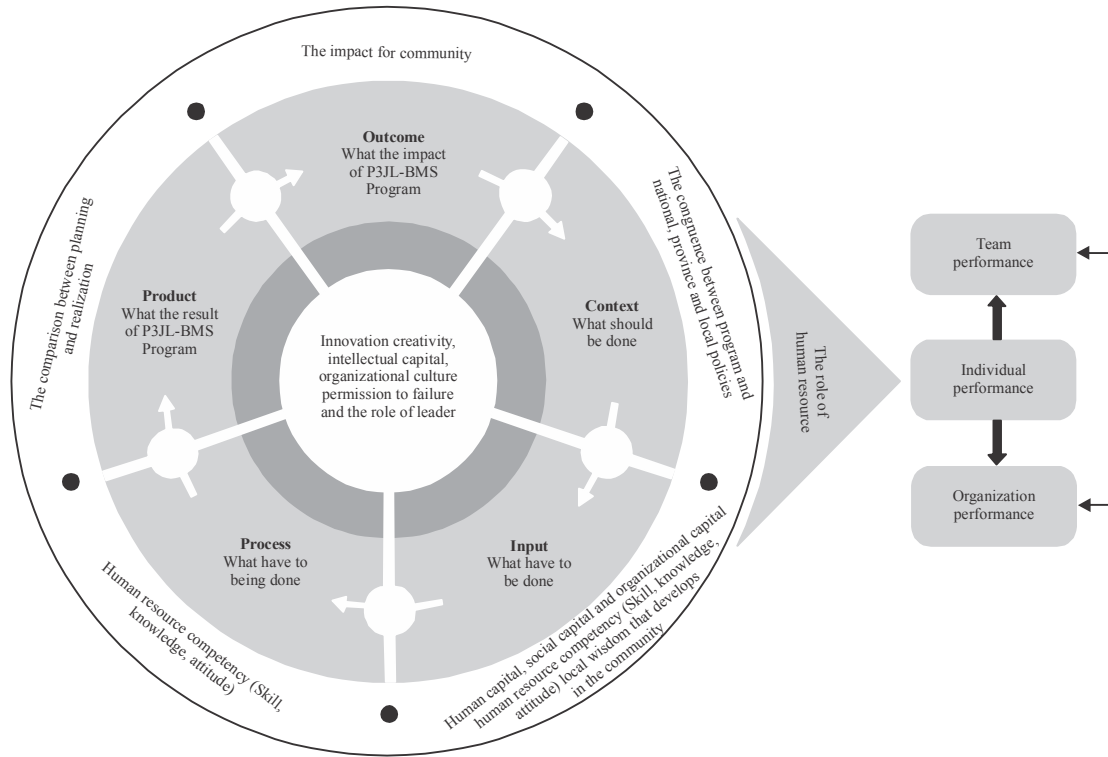 The impact for community
Outcome
What the impact
of P3JL-BMS
Program
The congruence between program and
national, province and local policies
Context
What should
be done
Human capital, social capital and organizational capital
human resource competency (Skill, knowledge,
attitude) local wisdom that develops
in the community
Input
What have to
be done
Human resource competency (Skill,
knowledge, attitude)
Process
What have to
being done
The comparison between planning
and realization
Product
What the result
of P3JL-BMS
Program
Innovation creativity,
intellectual capital,
organizational culture
permission to failure
and the role of leader
The role of
human resource
Team
performance
Individual
performance
Organization
performance